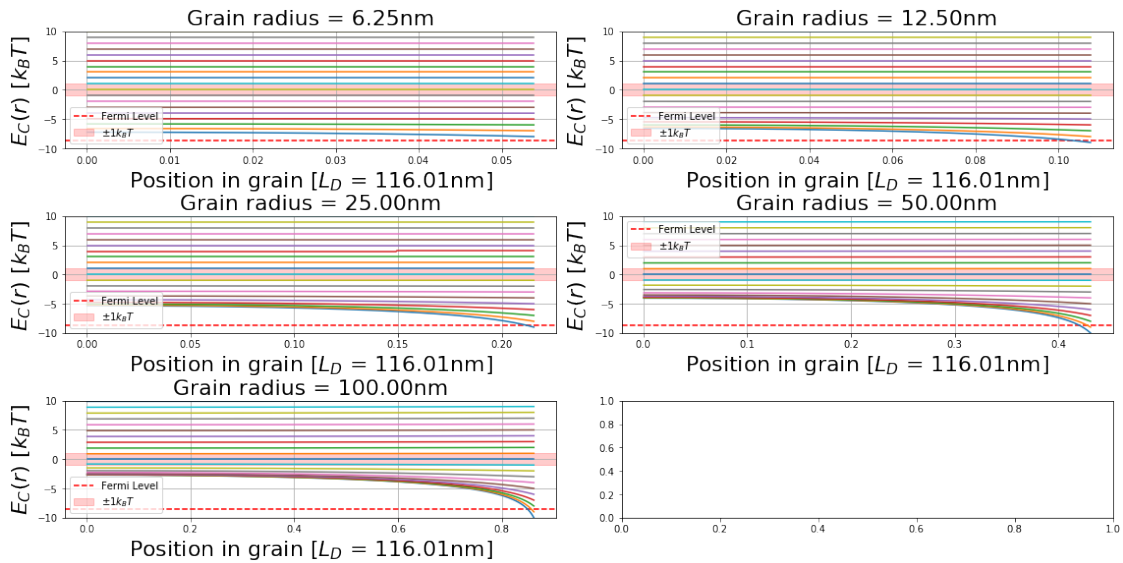 Grain radius = 6.25nm
E_C(r) [k_BT]
10
5
0
−5
−10
Fermi Level
±1k_BT
0.00 0.01 0.02 0.03 0.04 0.05
Position in grain [L_D = 116.01nm]
Grain radius = 12.50nm
E_C(r) [k_BT]
10
5
0
−5
−10
Fermi Level
±1k_BT
0.00 0.02 0.04 0.06 0.08 0.10
Position in grain [L_D = 116.01nm]
Grain radius = 25.00nm
E_C(r) [k_BT]
10
5
0
−5
−10
Fermi Level
±1k_BT
0.00 0.05 0.10 0.15 0.20
Position in grain [L_D = 116.01nm]
Grain radius = 50.00nm
E_C(r) [k_BT]
10
5
0
−5
−10
Fermi Level
±1k_BT
0.0 0.1 0.2 0.3 0.4
Position in grain [L_D = 116.01nm]
Grain radius = 100.00nm
E_C(r) [k_BT]
10
5
0
−5
−10
Fermi Level
±1k_BT
0.0 0.2 0.4 0.6 0.8
Position in grain [L_D = 116.01nm]
1.0
0.8
0.6
0.4
0.2
0.0
0.0 0.2 0.4 0.6 0.8 1.0